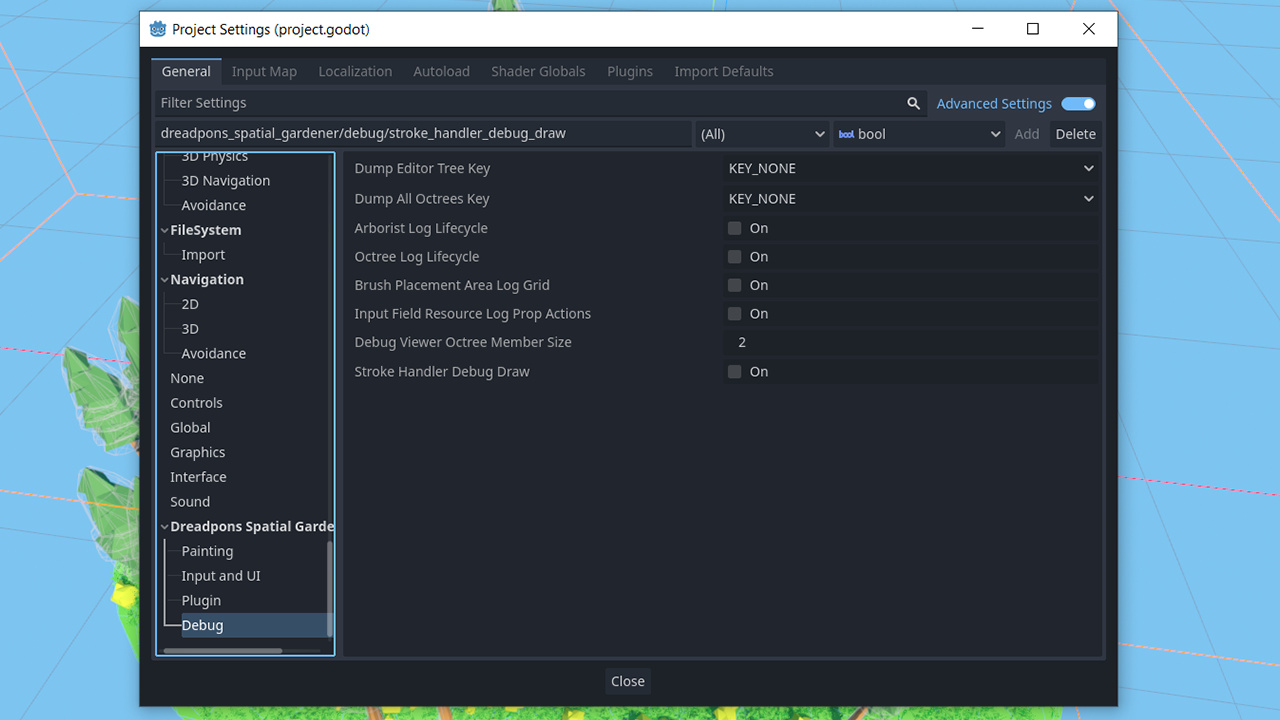 Project Settings (project.godot)
General Input Map Localization Autoload Shader Globals Plugins Import Defaults
Filter Settings Advanced Settings
dreadpons_spatial_gardener/debug/stroke_handler_debug_draw (All) bool bool Add Delete
3D Physics
3D Navigation
Avoidance
FileSystem
Import
Navigation
2D
3D
Avoidance
None
Controls
Global
Graphics
Interface
Sound
Dreadpons Spatial Garde
Painting
Input and UI
Plugin
Debug
Dump Editor Tree Key KEY_NONE
Dump All Octrees Key KEY_NONE
Arborist Log Lifecycle On
Octree Log Lifecycle On
Brush Placement Area Log Grid On
Input Field Resource Log Prop Actions On
Debug Viewer Octree Member Size 2
Stroke Handler Debug Draw On
Close